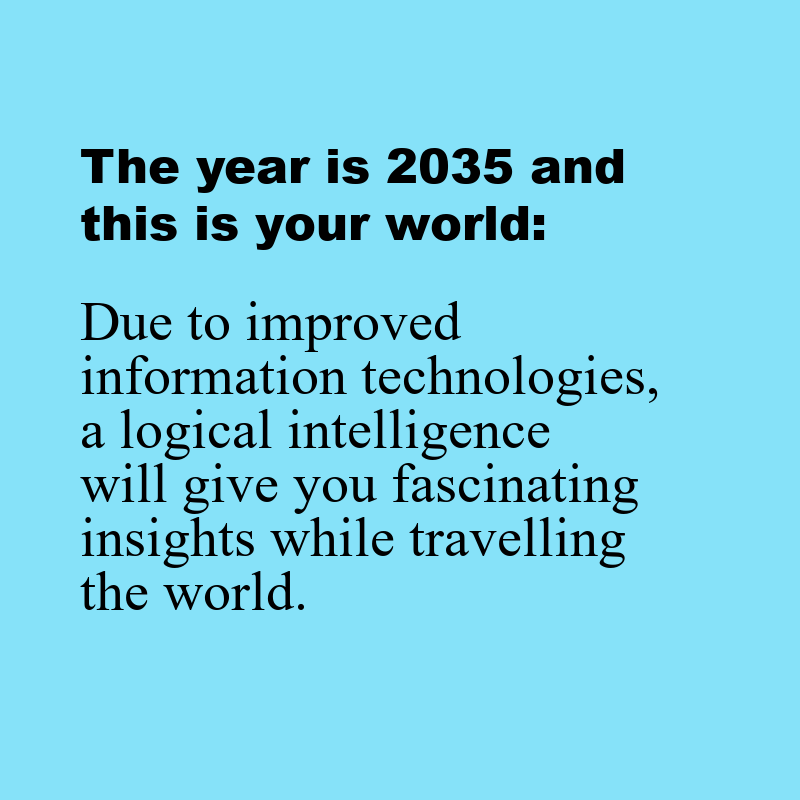 The year is 2035 and
this is your world:
Due to improved
information technologies,
a logical intelligence
will give you fascinating
insights while travelling
the world.